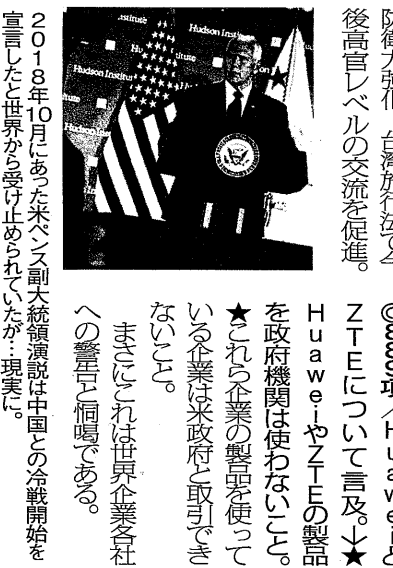 防衛力強化 台湾旅行法で今
後高官レベルの交流を促進。
Huaweiと
ZTEについて言及。↓★
HuaweiやZTEの製品
を政府機関は使わないこと。
★これら企業の製品を使って
いる企業は米政府と取引でき
ないこと。
まさにこれは世界企業各社
への警告と恫喝である。
Hudson Institute
Hudson Institute
2018年10月にあった米ペンス副大統領演説は中国との冷戦開始を
宣言したと世界から受け止められていたが…現実に。